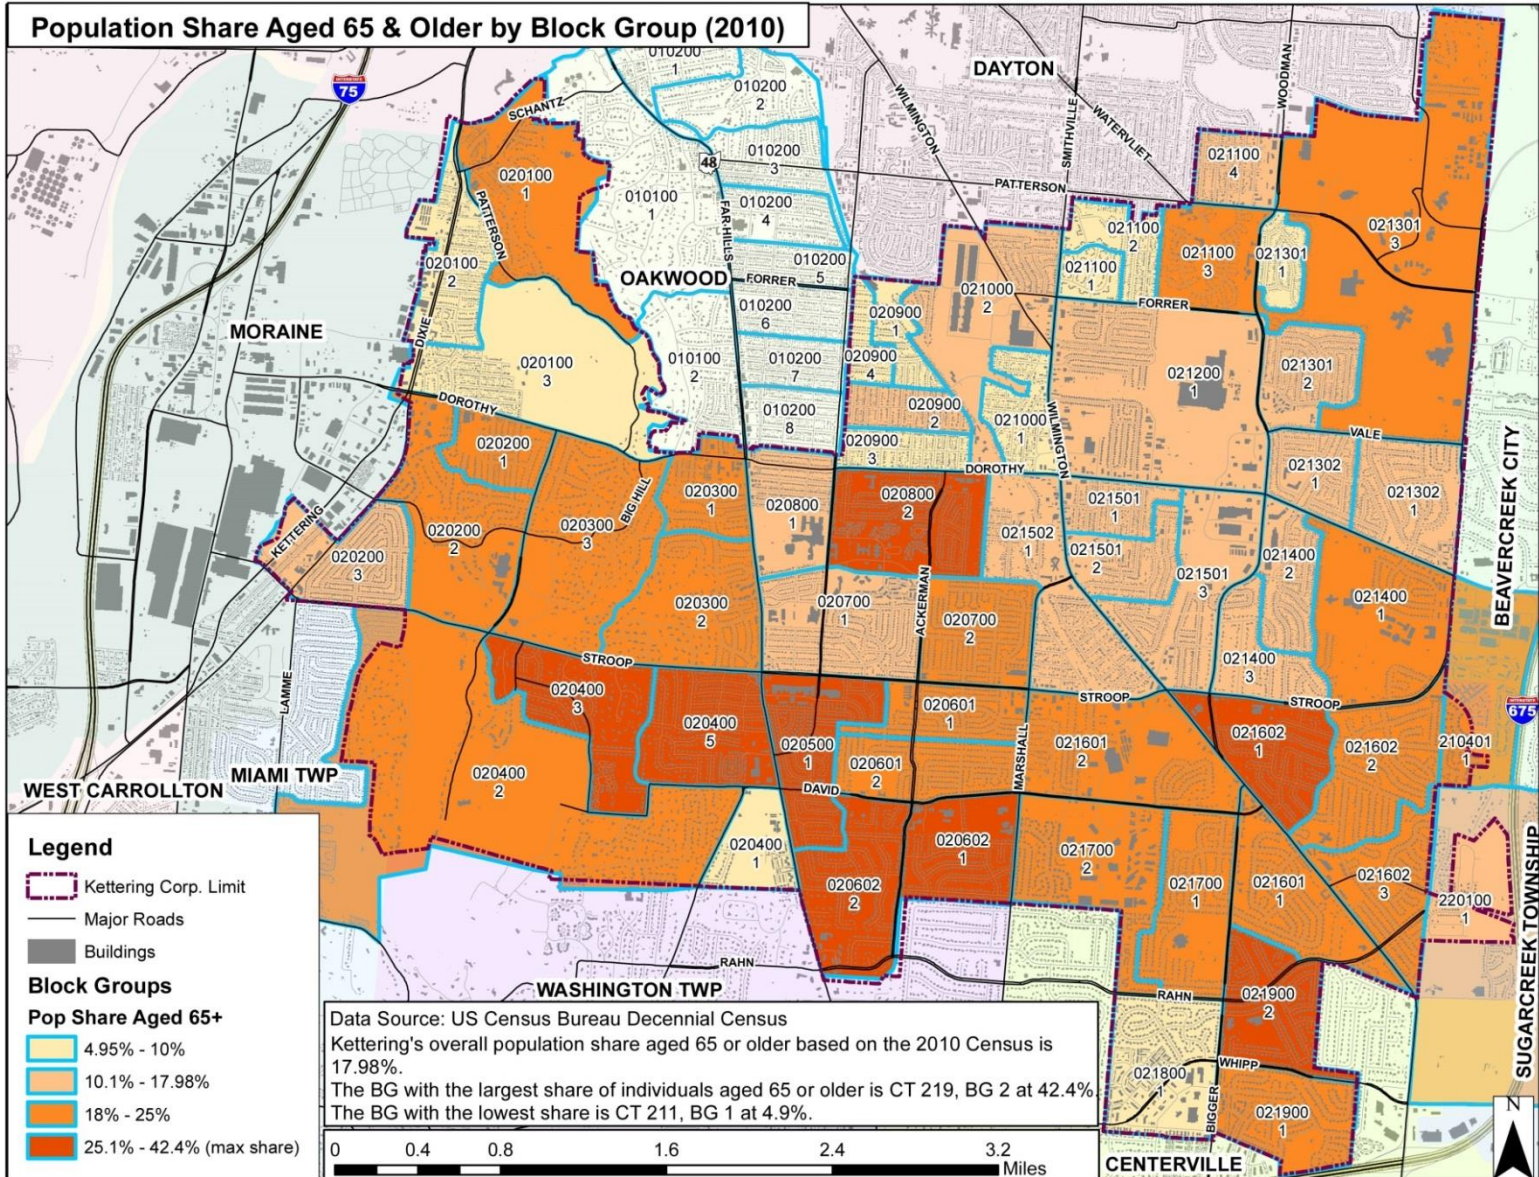 Population Share Aged 65 & Older by Block Group (2010)
INTERSTATE
75
010200
1
DAYTON
WOODMAN
010200
2
SCHANTZ
WILMINGTON
SMITHVILLE
WATERVLIET
48
010200
3
021100
4
020100
1
PATTERSON
010100
1
PATTERSON
010200
4
FAR HILLS
021100
2
021301
3
020100
2
010200
5
021100
1
021100
3
021301
1
OAKWOOD
FORRER
021000
2
FORRER
MORAINE
DIXIE
010200
6
020900
1
020100
3
010100
2
010200
7
020900
4
021200
1
021301
2
DOROTHY
010200
8
020900
2
021000
1
WILMINGTON
020200
1
020900
3
VALE
BEAVERCREEK CITY
DOROTHY
021302
1
021302
1
BIG HILL
020300
1
020800
1
020800
2
021501
1
KETTERING
020200
2
020300
3
021502
1
021501
2
021400
2
020200
3
021501
3
020300
2
020700
1
ACKERMAN
020700
2
021400
1
STROOP
021400
3
LAMME
020400
3
STROOP
STROOP
INTERSTATE
675
020400
5
020500
1
020601
1
MARSHALL
021601
2
021602
1
021602
2
210401
1
MIAMI TWP
020400
2
020601
2
WEST CARROLLTON
DAVID
SUGARCREEK TOWNSHIP
020400
1
020602
1
021700
2
020602
2
021700
1
021601
1
021602
3
220100
1
RAHN
WASHINGTON TWP
RAHN
021900
2
WHIPP
021800
1
BIGGER
021900
1
CENTERVILLE
Legend
Kettering Corp. Limit
Major Roads
Buildings
Block Groups
Pop Share Aged 65+
4.95% - 10%
10.1% - 17.98%
18% - 25%
25.1% - 42.4% (max share)
Data Source: US Census Bureau Decennial Census
Kettering's overall population share aged 65 or older based on the 2010 Census is
17.98%.
The BG with the largest share of individuals aged 65 or older is CT 219, BG 2 at 42.4%.
The BG with the lowest share is CT 211, BG 1 at 4.9%.
0 0.4 0.8 1.6 2.4 3.2
Miles
N